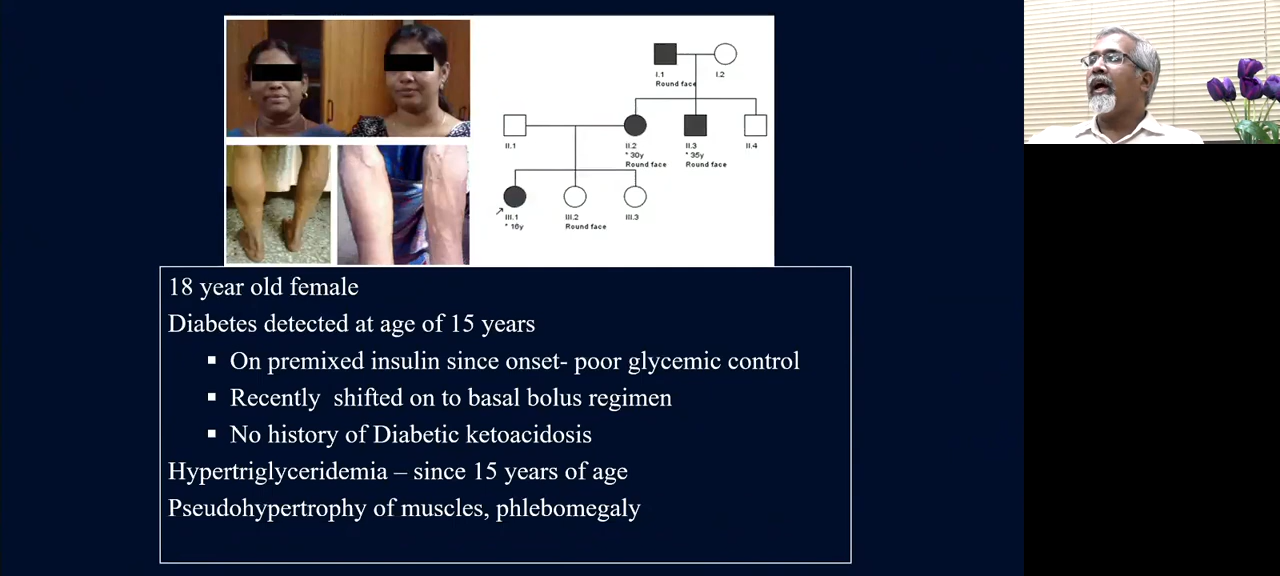 I.1
I.2
Round face
II.1
II.2
II.3
II.4
* 30y
* 35y
Round face
Round face
III.1
III.2
III.3
* 16y
Round face
18 year old female
Diabetes detected at age of 15 years
▪ On premixed insulin since onset- poor glycemic control
▪ Recently shifted on to basal bolus regimen
▪ No history of Diabetic ketoacidosis
Hypertriglyceridemia – since 15 years of age
Pseudohypertrophy of muscles, phlebomegaly